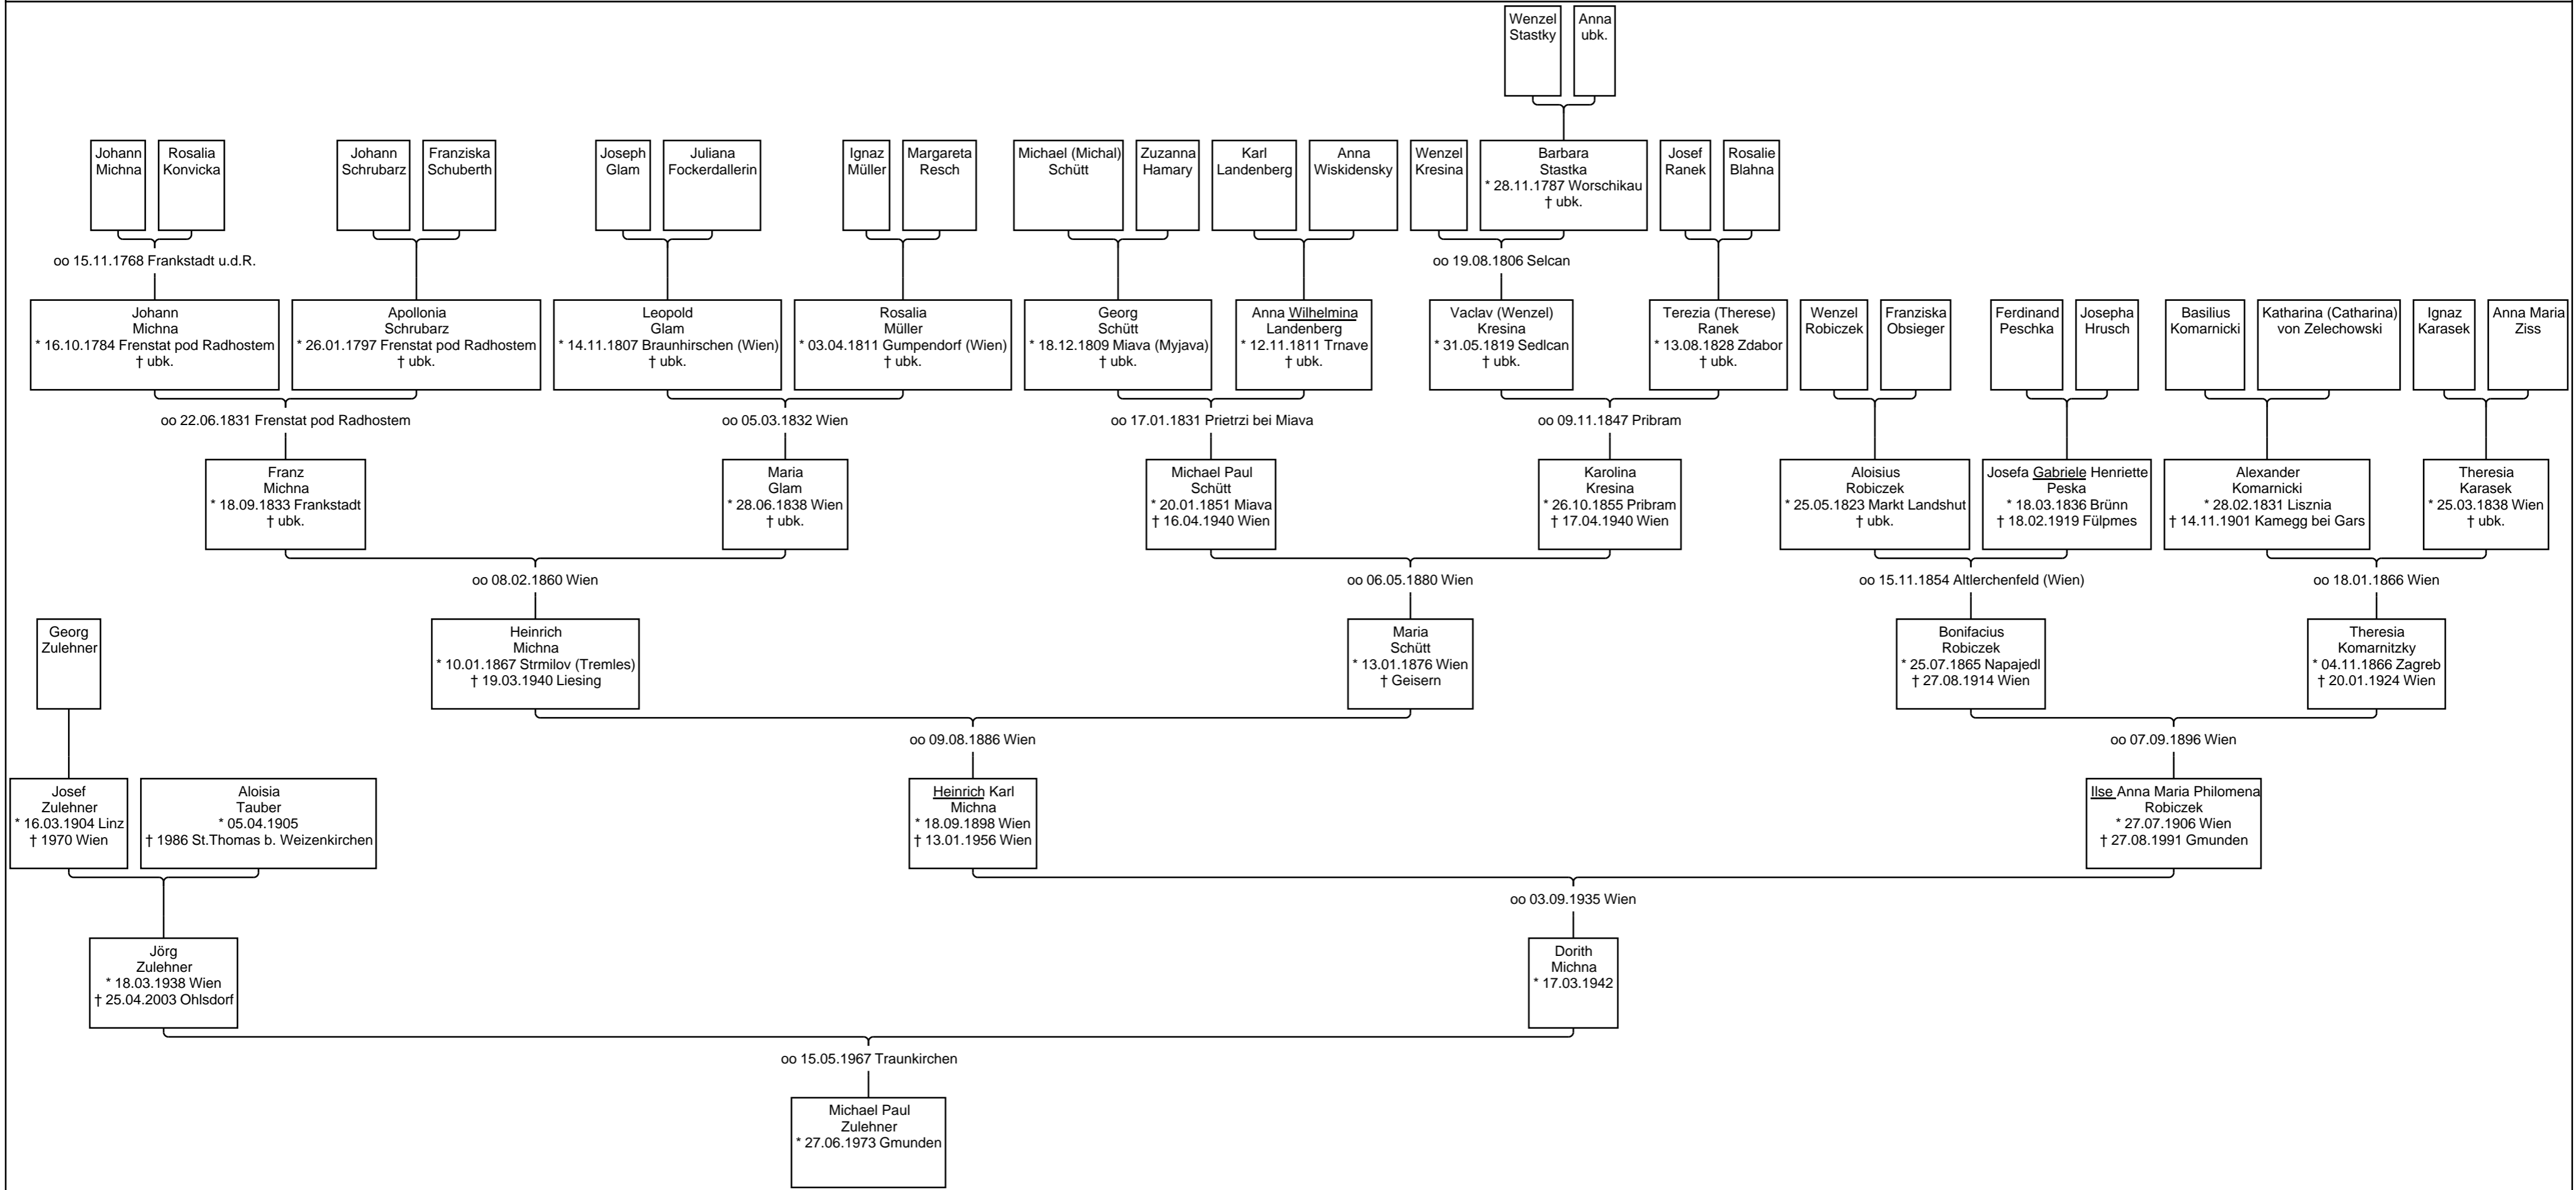 Wenzel
Stastky
Anna
ubk.
Johann
Michna
Rosalia
Konvicka
Johann
Schrubarz
Franziska
Schuberth
Joseph
Glam
Juliana
Fockerdallerin
Ignaz
Müller
Margareta
Resch
Michael (Michal)
Schütt
Zuzanna
Hamary
Karl
Landenberg
Anna
Wiskidensky
Wenzel
Kresina
Barbara
Stastka
* 28.11.1787 Worschikau
† ubk.
Josef
Ranek
Rosalie
Blahna
oo 15.11.1768 Frankstadt u.d.R.
oo 19.08.1806 Selcan
Johann
Michna
* 16.10.1784 Frenstat pod Radhostem
† ubk.
Apollonia
Schrubarz
* 26.01.1797 Frenstat pod Radhostem
† ubk.
Leopold
Glam
* 14.11.1807 Braunhirschen (Wien)
† ubk.
Rosalia
Müller
* 03.04.1811 Gumpendorf (Wien)
† ubk.
Georg
Schütt
* 18.12.1809 Miava (Myjava)
† ubk.
Anna Wilhelmina
Landenberg
* 12.11.1811 Trnave
† ubk.
Vaclav (Wenzel)
Kresina
* 31.05.1819 Sedlcan
† ubk.
Terezia (Therese)
Ranek
* 13.08.1828 Zdabor
† ubk.
Wenzel
Robiczek
Franziska
Obsieger
Ferdinand
Peschka
Josepha
Hrusch
Basilius
Komarnicki
Katharina (Catharina)
von Zelechowski
Ignaz
Karasek
Anna Maria
Ziss
oo 22.06.1831 Frenstat pod Radhostem
oo 05.03.1832 Wien
oo 17.01.1831 Prietrzi bei Miava
oo 09.11.1847 Pribram
Franz
Michna
* 18.09.1833 Frankstadt
† ubk.
Maria
Glam
* 28.06.1838 Wien
† ubk.
Michael Paul
Schütt
* 20.01.1851 Miava
† 16.04.1940 Wien
Karolina
Kresina
* 26.10.1855 Pribram
† 17.04.1940 Wien
Aloisius
Robiczek
* 25.05.1823 Markt Landshut
† ubk.
Josefa Gabriele Henriette
Peska
* 18.03.1836 Brünn
† 18.02.1919 Fülpmes
Alexander
Komarnicki
* 28.02.1831 Lisznia
† 14.11.1901 Kamegg bei Gars
Theresia
Karasek
* 25.03.1838 Wien
† ubk.
oo 08.02.1860 Wien
oo 06.05.1880 Wien
oo 15.11.1854 Altlerchenfeld (Wien)
oo 18.01.1866 Wien
Georg
Zulehner
Heinrich
Michna
* 10.01.1867 Strmilov (Tremles)
† 19.03.1940 Liesing
Maria
Schütt
* 13.01.1876 Wien
† Geisern
Bonifacius
Robiczek
* 25.07.1865 Napajedl
† 27.08.1914 Wien
Theresia
Komarnitzky
* 04.11.1866 Zagreb
† 20.01.1924 Wien
oo 09.08.1886 Wien
oo 07.09.1896 Wien
Josef
Zulehner
* 16.03.1904 Linz
† 1970 Wien
Aloisia
Tauber
* 05.04.1905
† 1986 St.Thomas b. Weizenkirchen
Heinrich Karl
Michna
* 18.09.1898 Wien
† 13.01.1956 Wien
Ilse Anna Maria Philomena
Robiczek
* 27.07.1906 Wien
† 27.08.1991 Gmunden
oo 03.09.1935 Wien
Jörg
Zulehner
* 18.03.1938 Wien
† 25.04.2003 Ohlsdorf
Dorith
Michna
* 17.03.1942
oo 15.05.1967 Traunkirchen
Michael Paul
Zulehner
* 27.06.1973 Gmunden